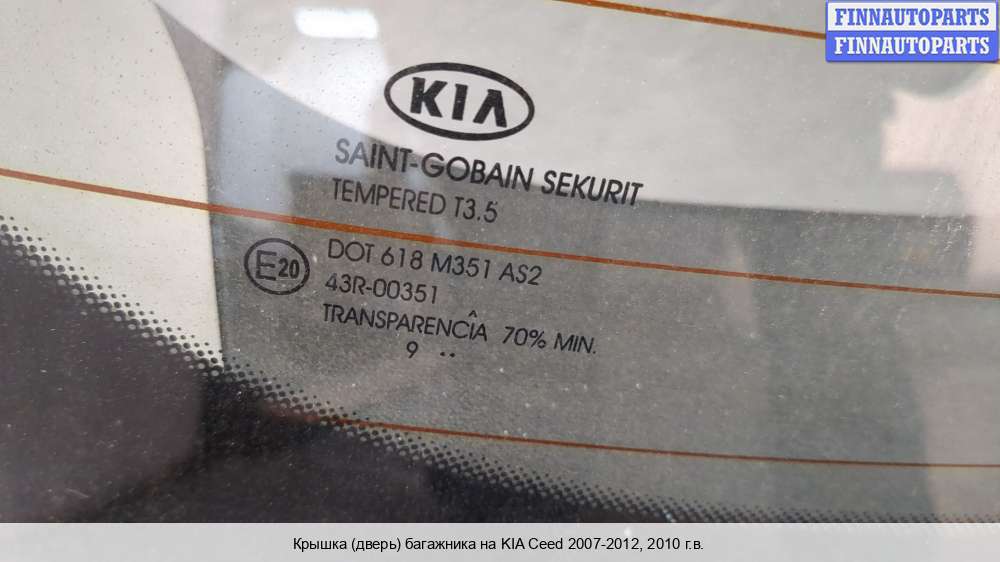 FINNAUTOPARTS
FINNAUTOPARTS
KIA
SAINT-GOBAIN SEKURIT
TEMPERED T3.5
E20
DOT 618 M351 AS2
43R-00351
TRANSPARENCÎA 70% MIN.
9 ..
Крышка (дверь) багажника на KIA Ceed 2007-2012, 2010 г.в.